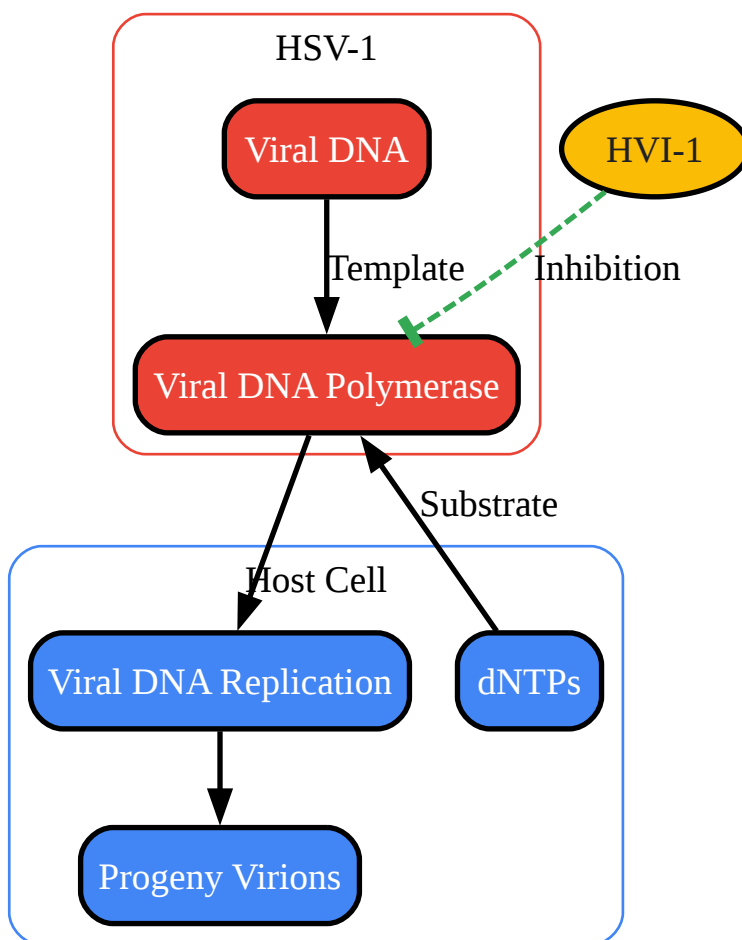 HSV-1
Viral DNA
HVI-1
Template
Inhibition
Viral DNA Polymerase
Substrate
Host Cell
Viral DNA Replication
dNTPs
Progeny Virions